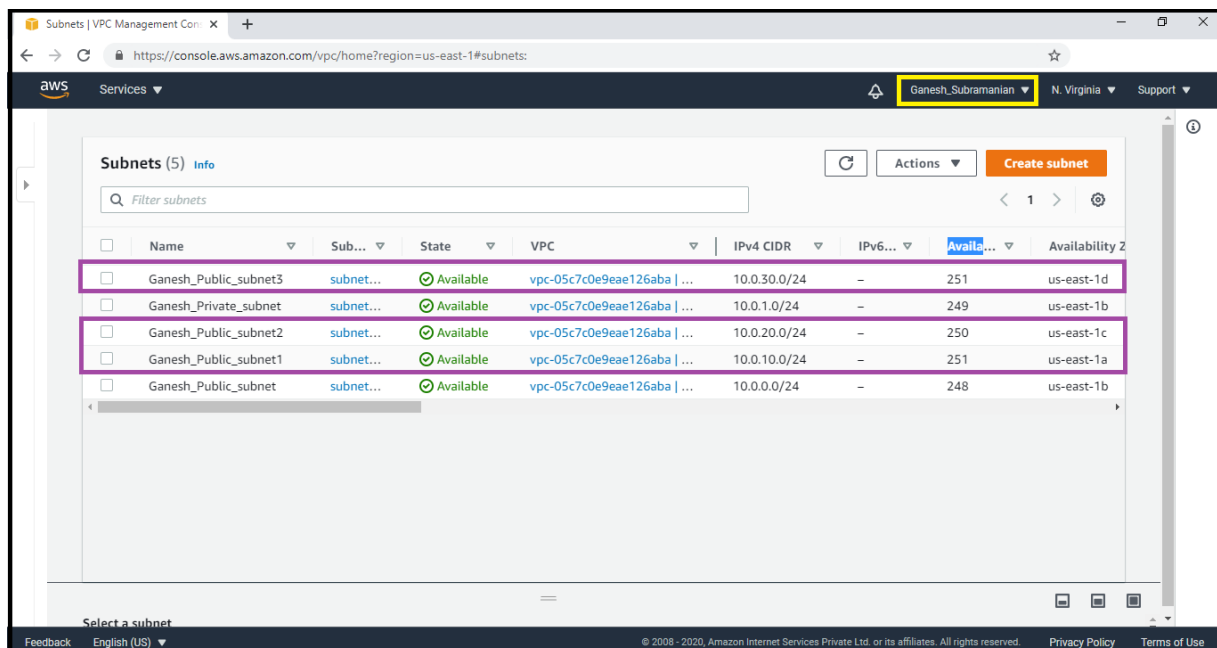 Subnets | VPC Management Con
https://console.aws.amazon.com/vpc/home?region=us-east-1#subnets:
aws Services Ganesh_Subramanian N. Virginia Support
Subnets (5) Info Actions Create subnet
Filter subnets 1
Name Sub... State VPC IPv4 CIDR IPv6... Availa... Availability Z
Ganesh_Public_subnet3 subnet... Available vpc-05c7c0e9eae126aba | ... 10.0.30.0/24 – 251 us-east-1d
Ganesh_Private_subnet subnet... Available vpc-05c7c0e9eae126aba | ... 10.0.1.0/24 – 249 us-east-1b
Ganesh_Public_subnet2 subnet... Available vpc-05c7c0e9eae126aba | ... 10.0.20.0/24 – 250 us-east-1c
Ganesh_Public_subnet1 subnet... Available vpc-05c7c0e9eae126aba | ... 10.0.10.0/24 – 251 us-east-1a
Ganesh_Public_subnet subnet... Available vpc-05c7c0e9eae126aba | ... 10.0.0.0/24 – 248 us-east-1b
Select a subnet
Feedback English (US) © 2008 - 2020, Amazon Internet Services Private Ltd. or its affiliates. All rights reserved. Privacy Policy Terms of Use